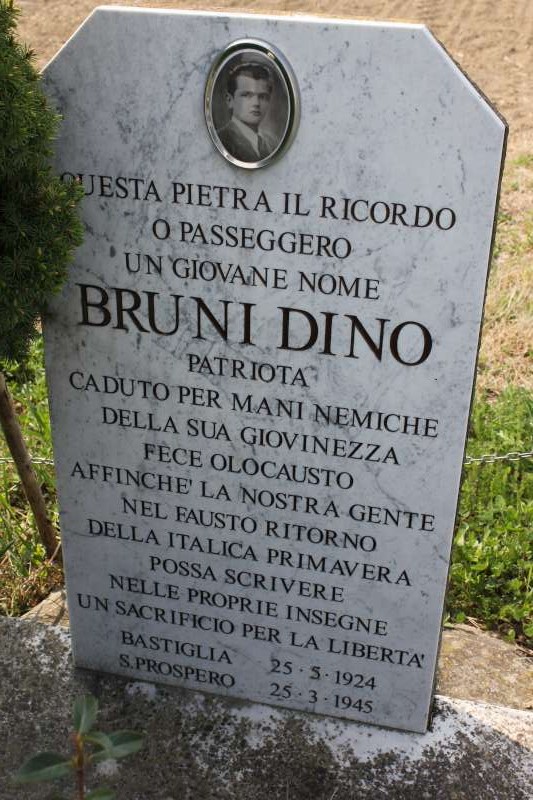 QUESTA PIETRA IL RICORDO
O PASSEGGERO
UN GIOVANE NOME
BRUNI DINO
PATRIOTA
CADUTO PER MANI NEMICHE
DELLA SUA GIOVINEZZA
FECE OLOCAUSTO
AFFINCHE' LA NOSTRA GENTE
NEL FAUSTO RITORNO
DELLA ITALICA PRIMAVERA
POSSA SCRIVERE
NELLE PROPRIE INSEGNE
UN SACRIFICIO PER LA LIBERTA'
BASTIGLIA 25·5·1924
S.PROSPERO 25·3·1945